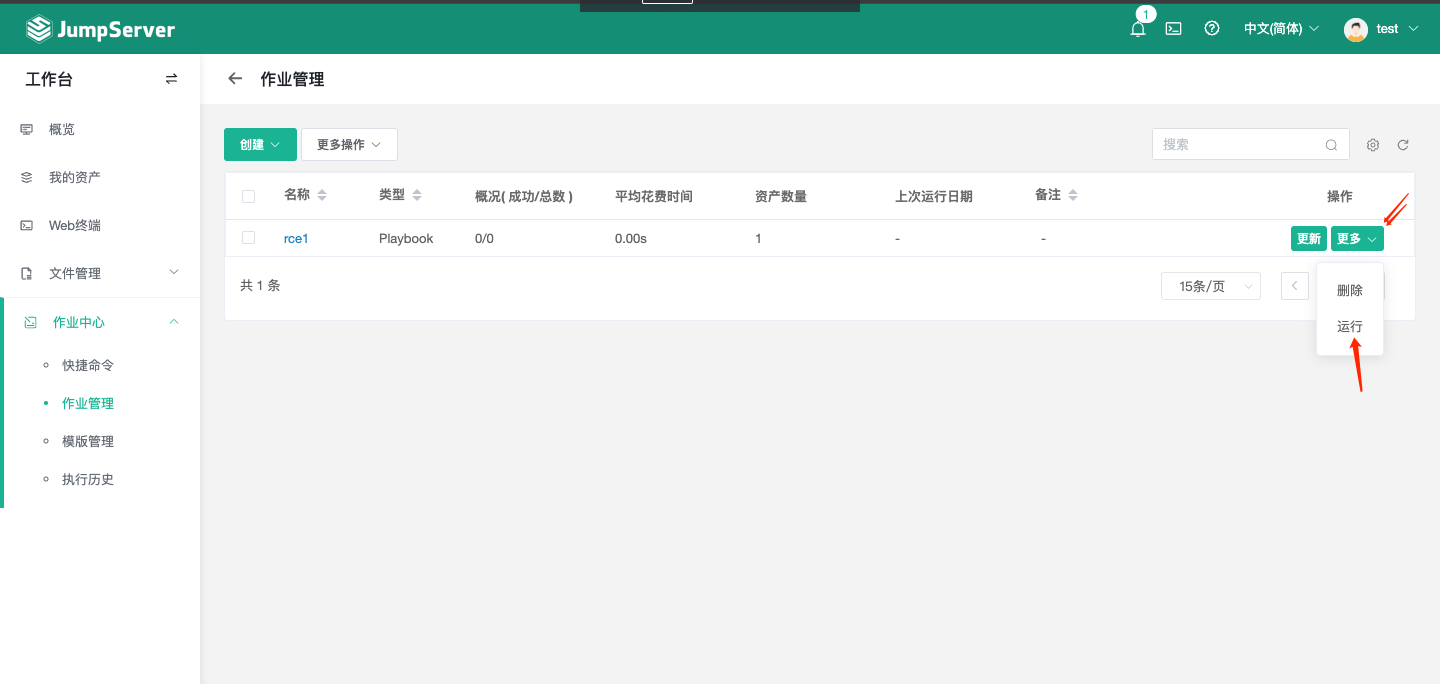 JumpServer
1
中文(简体)
test
工作台
作业管理
概览
我的资产
Web终端
文件管理
作业中心
快捷命令
作业管理
模版管理
执行历史
创建
更多操作
搜索
名称
类型
概况( 成功/总数 )
平均花费时间
资产数量
上次运行日期
备注
操作
rce1
Playbook
0/0
0.00s
1
-
-
更新
更多
共 1 条
15条/页
删除
运行